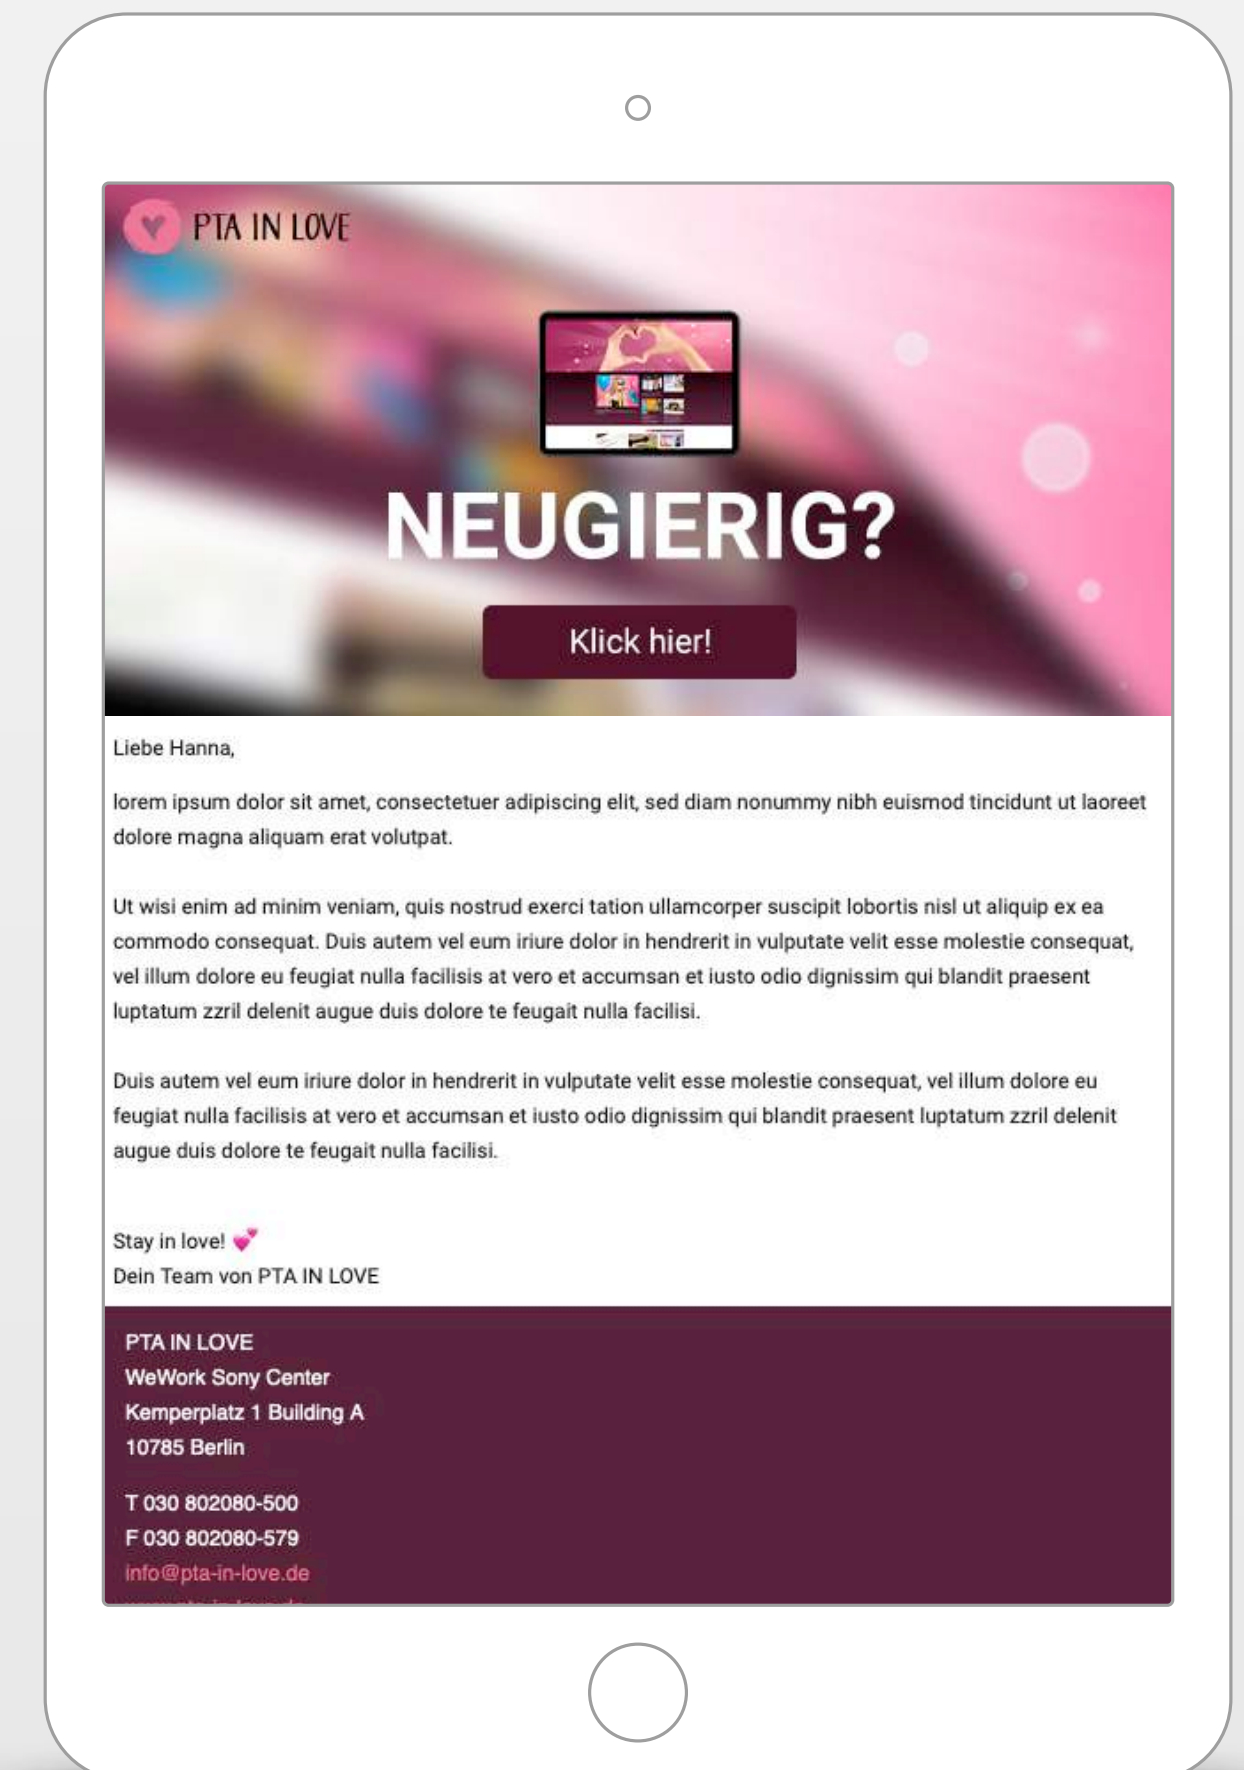 PTA IN LOVE
NEUGIERIG?
Klick hier!
Liebe Hanna,
lorem ipsum dolor sit amet, consectetuer adipiscing elit, sed diam nonummy nibh euismod tincidunt ut laoreet
dolore magna aliquam erat volutpat.
Ut wisi enim ad minim veniam, quis nostrud exerci tation ullamcorper suscipit lobortis nisl ut aliquip ex ea
commodo consequat. Duis autem vel eum iriure dolor in hendrerit in vulputate velit esse molestie consequat,
vel illum dolore eu feugiat nulla facilisis at vero et accumsan et iusto odio dignissim qui blandit praesent
luptatum zzril delenit augue duis dolore te feugait nulla facilisi.
Duis autem vel eum iriure dolor in hendrerit in vulputate velit esse molestie consequat, vel illum dolore eu
feugiat nulla facilisis at vero et accumsan et iusto odio dignissim qui blandit praesent luptatum zzril delenit
augue duis dolore te feugait nulla facilisi.
Stay in love! 💕
Dein Team von PTA IN LOVE
PTA IN LOVE
WeWork Sony Center
Kemperplatz 1 Building A
10785 Berlin
T 030 802080-500
F 030 802080-579
info@pta-in-love.de